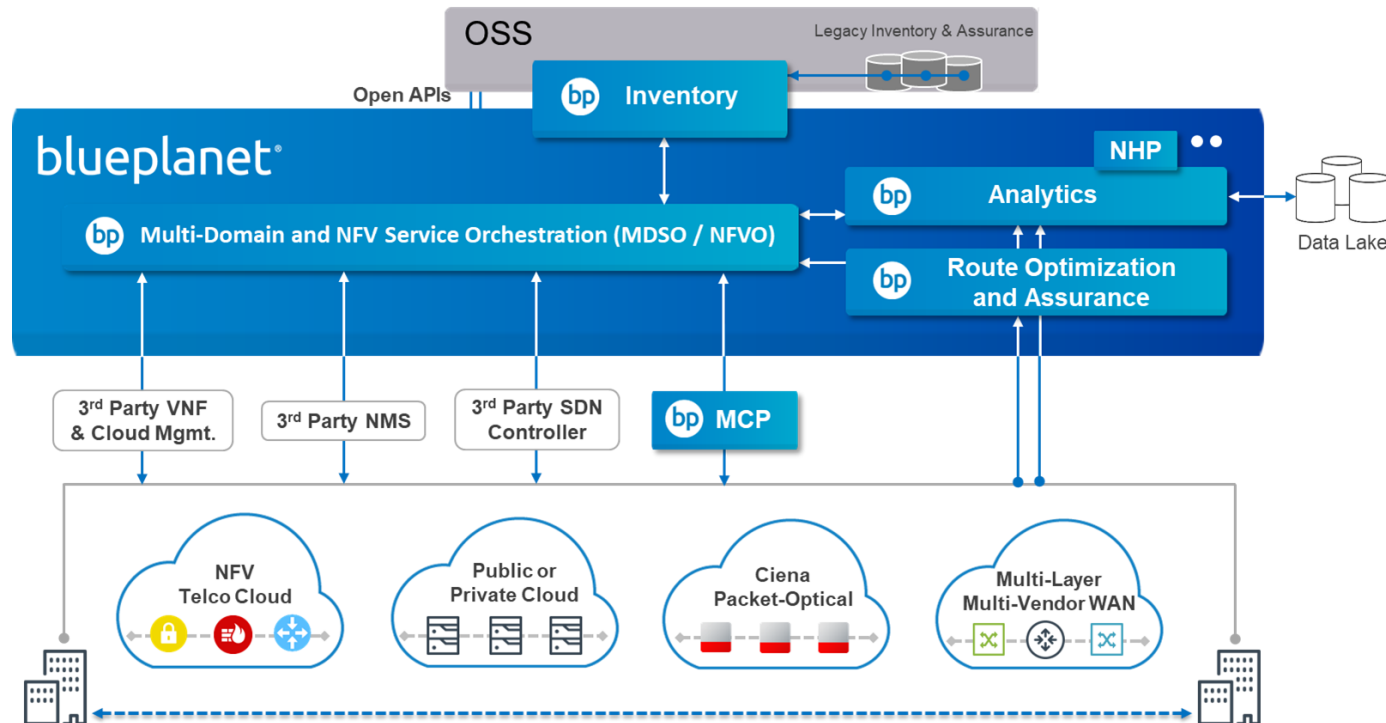 OSS
Legacy Inventory & Assurance
Open APIs
bp Inventory
blueplanet®
NHP
bp Analytics
Data Lake
bp Multi-Domain and NFV Service Orchestration (MDSO / NFVO)
bp Route Optimization
and Assurance
3rd Party VNF
& Cloud Mgmt.
3rd Party NMS
3rd Party SDN
Controller
bp MCP
NFV
Telco Cloud
Public or
Private Cloud
Ciena
Packet-Optical
Multi-Layer
Multi-Vendor WAN